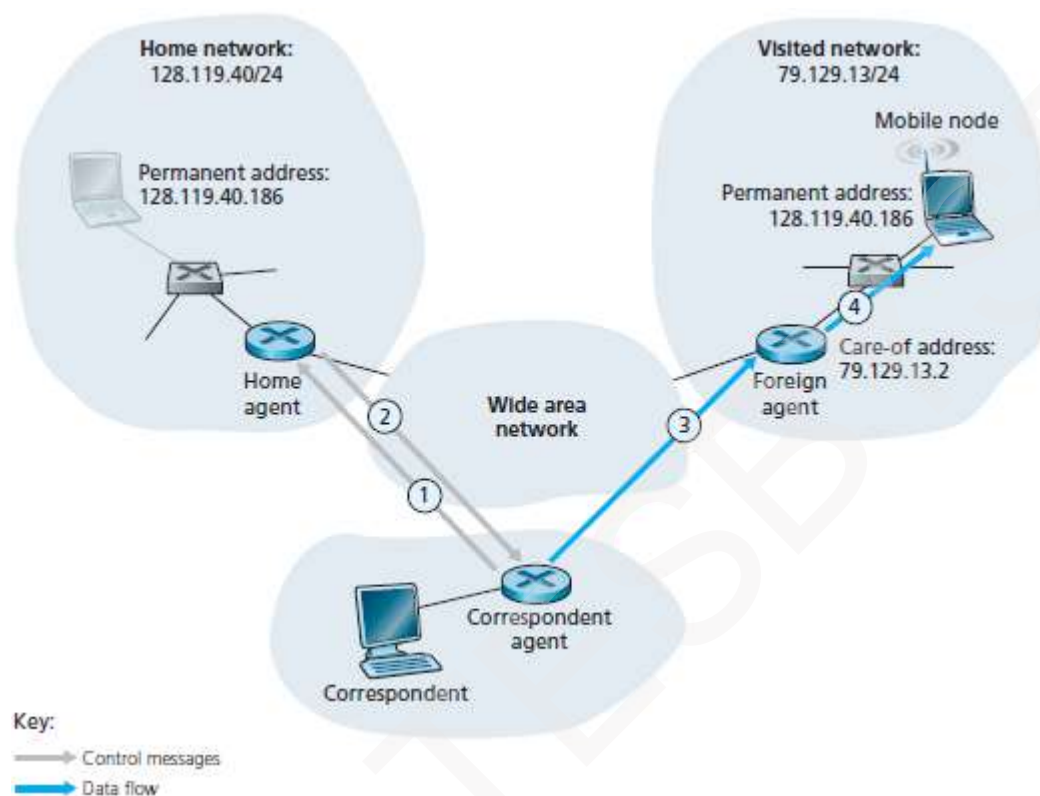 Home network:
128.119.40/24
Visited network:
79.129.13/24
Mobile node
Permanent address:
128.119.40.186
Permanent address:
128.119.40.186
4
Care-of address:
79.129.13.2
Home
agent
Foreign
agent
Wide area
network
2
3
1
Correspondent
agent
Correspondent
Key:
Control messages
Data flow